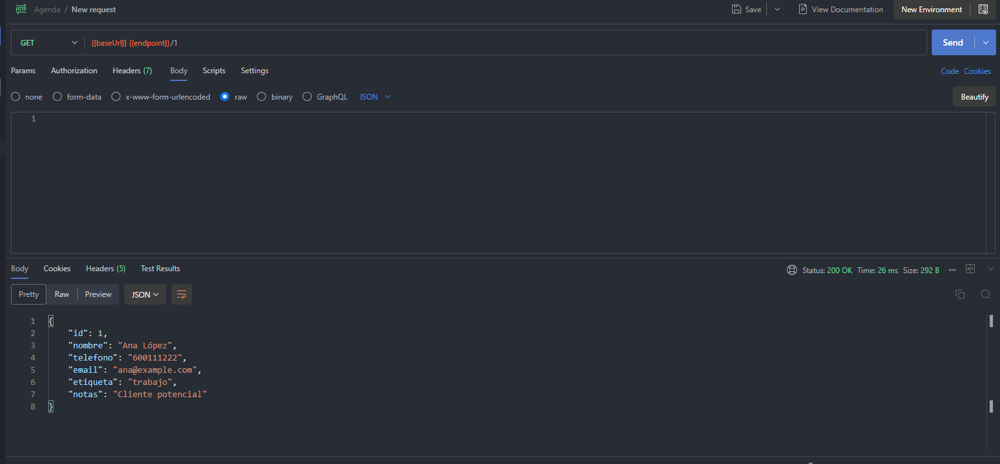 HTTP Agenda / New request Save View Documentation New Environment
GET {{baseUrl}} {{endpoint}}/1 Send
Params Authorization Headers (7) Body Scripts Settings Code Cookies
none form-data x-www-form-urlencoded raw binary GraphQL JSON Beautify
1
Body Cookies Headers (5) Test Results Status: 200 OK Time: 26 ms Size: 292 B
Pretty Raw Preview JSON
1 {
2 "id": 1,
3 "nombre": "Ana López",
4 "telefono": "600111222",
5 "email": "ana@example.com",
6 "etiqueta": "trabajo",
7 "notas": "Cliente potencial"
8 }